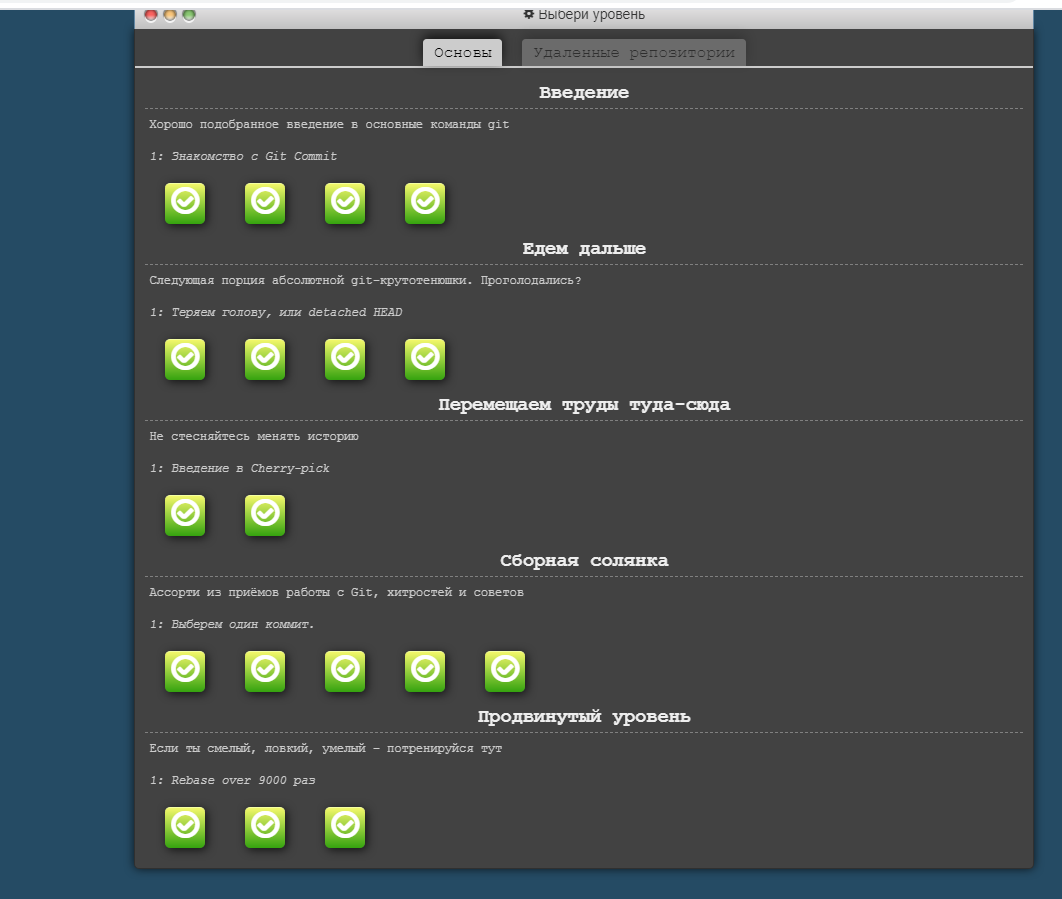 Выбери уровень
Основы
Удаленные репозитории
Введение
Хорошо подобранное введение в основные команды git
1: Знакомство с Git Commit
Едем дальше
Следующая порция абсолютной git-крутотенюшки. Проголодались?
1: Теряем голову, или detached HEAD
Перемещаем труды туда-сюда
Не стесняйтесь менять историю
1: Введение в Cherry-pick
Сборная солянка
Ассорти из приёмов работы с Git, хитростей и советов
1: Выберем один коммит.
Продвинутый уровень
Если ты смелый, ловкий, умелый – потренируйся тут
1: Rebase over 9000 раз